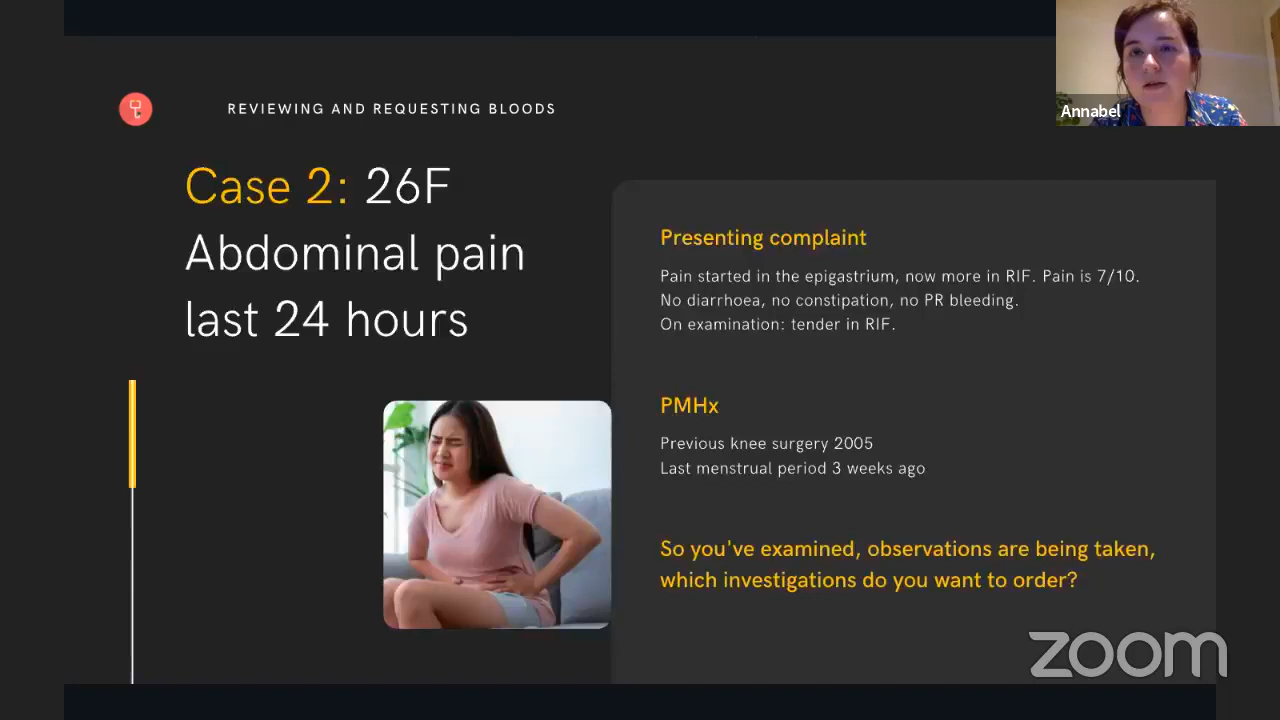 REVIEWING AND REQUESTING BLOODS
Annabel
Case 2: 26F
Abdominal pain
last 24 hours
Presenting complaint
Pain started in the epigastrium, now more in RIF. Pain is 7/10.
No diarrhoea, no constipation, no PR bleeding.
On examination: tender in RIF.
PMHx
Previous knee surgery 2005
Last menstrual period 3 weeks ago
So you've examined, observations are being taken,
which investigations do you want to order?
zoom